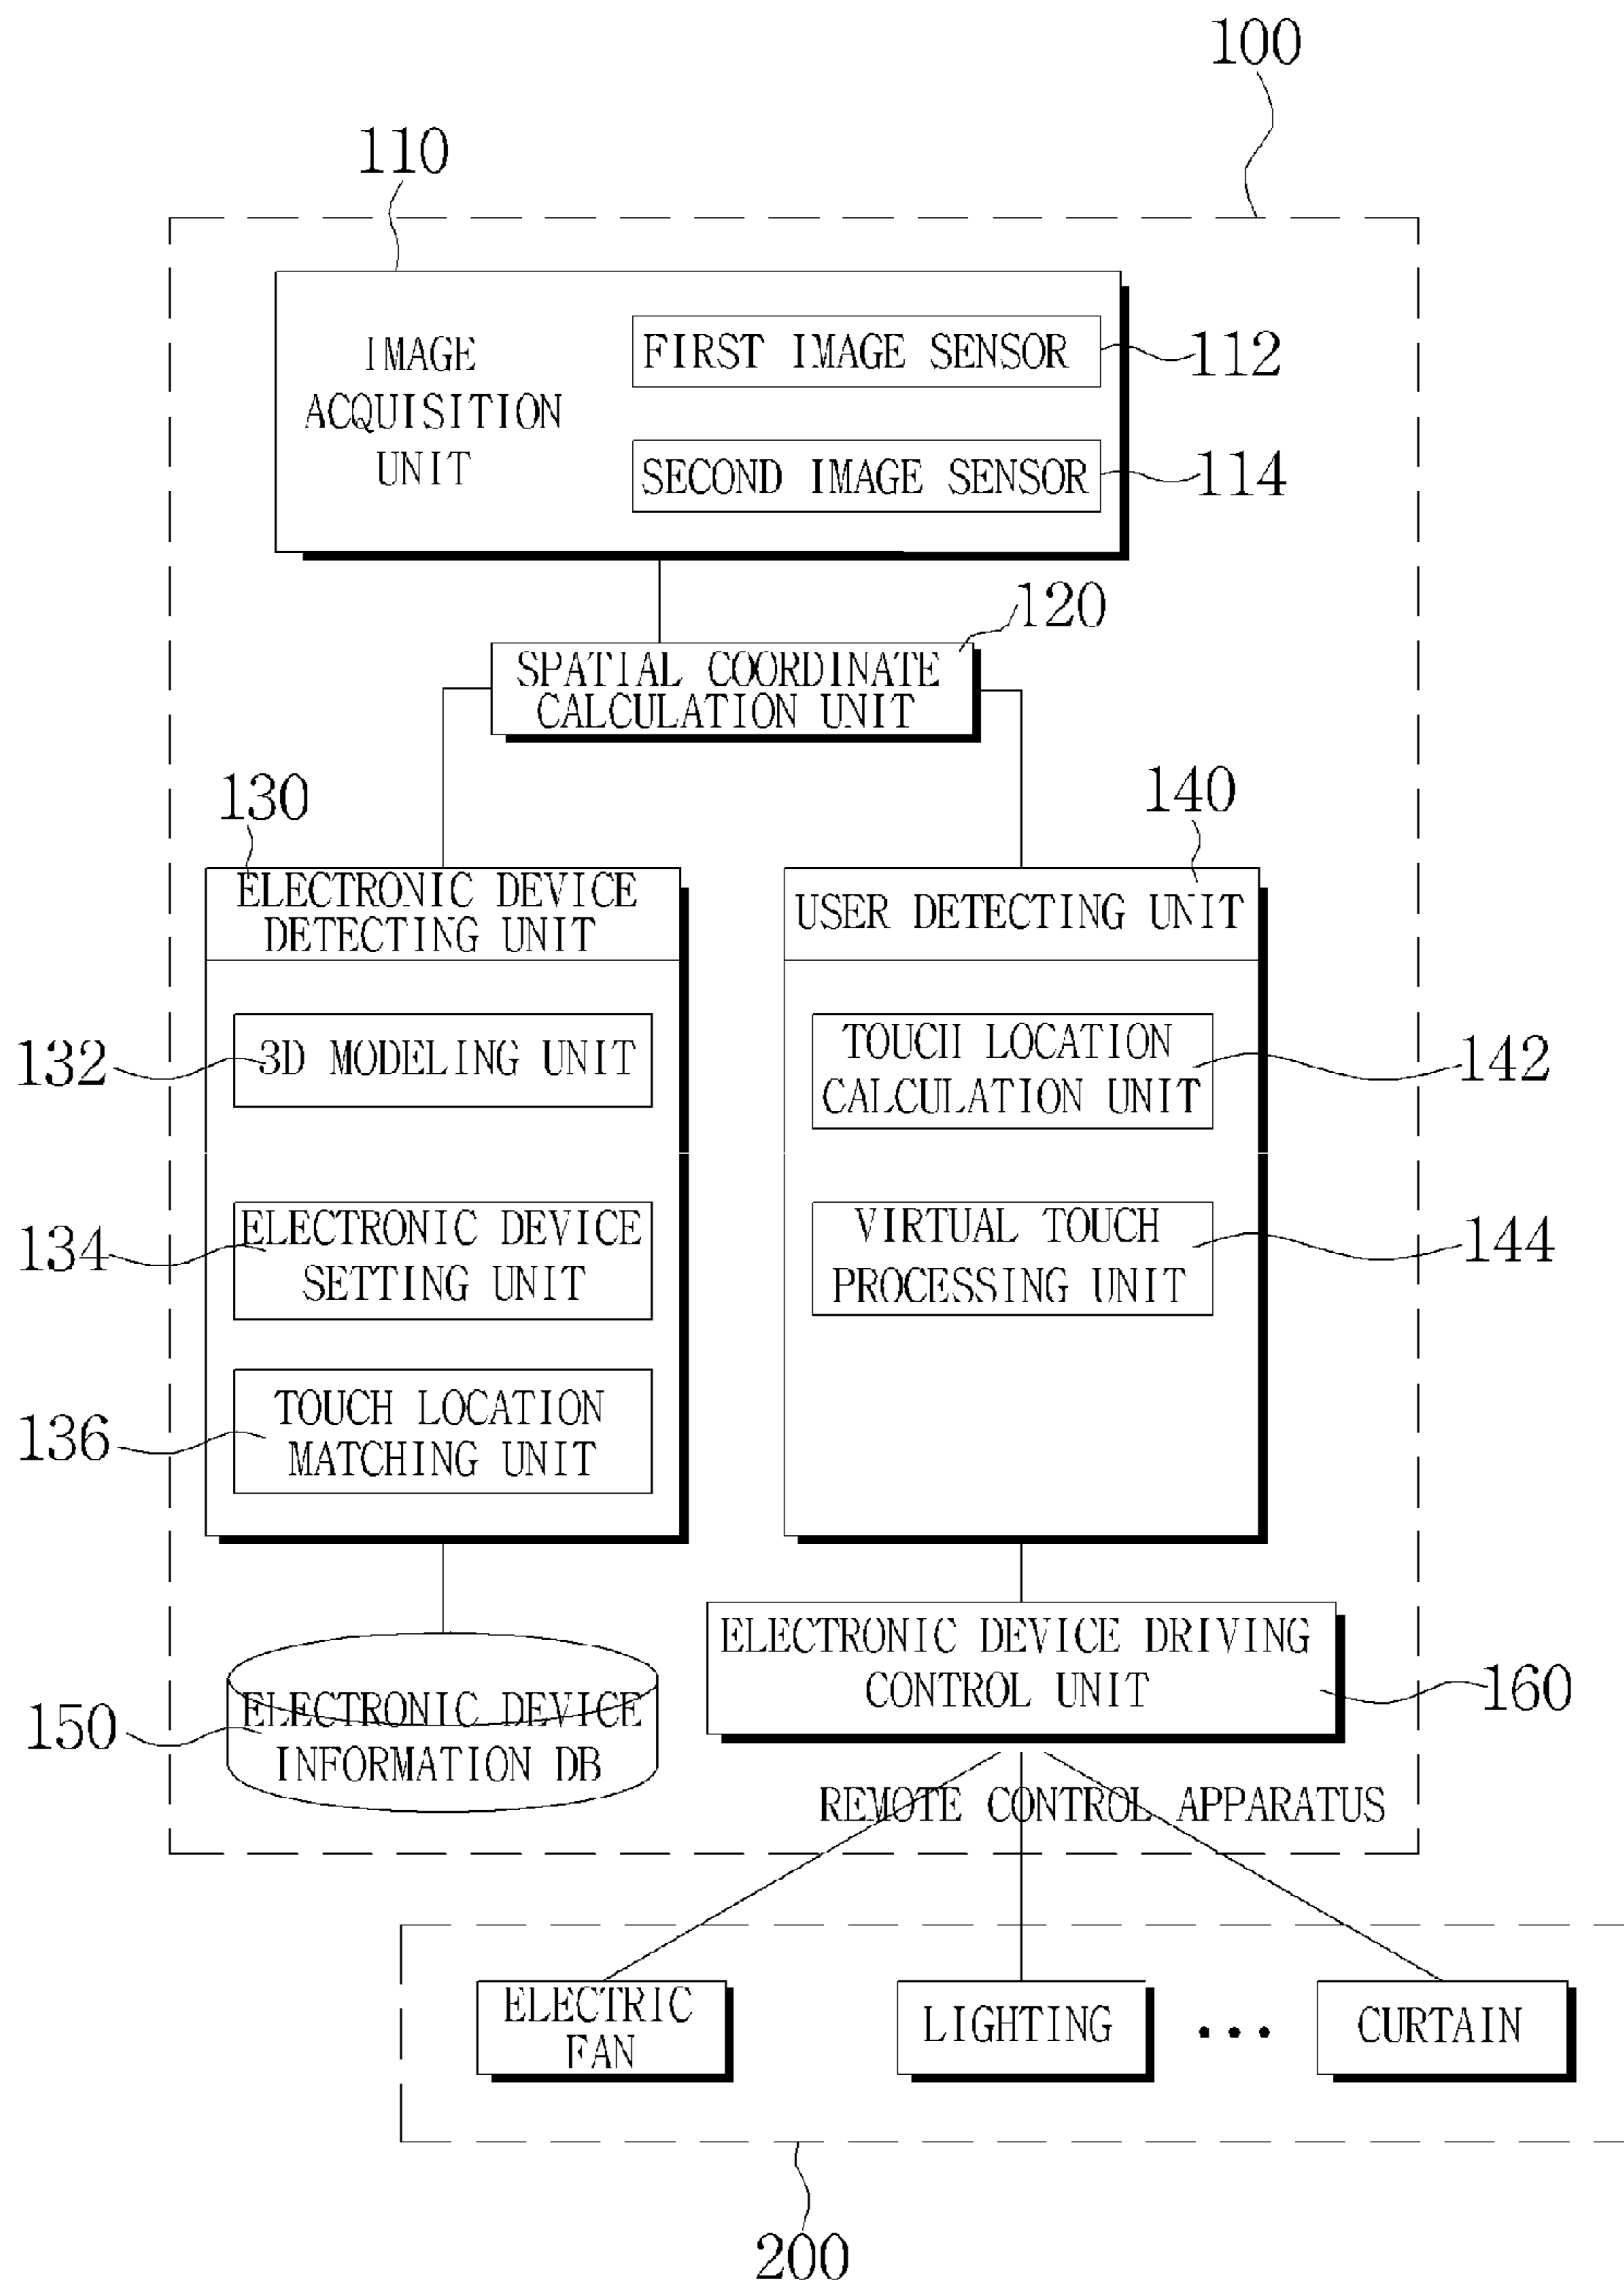 100
110
IMAGE
ACQUISITION
UNIT
FIRST IMAGE SENSOR
112
SECOND IMAGE SENSOR
114
120
SPATIAL COORDINATE
CALCULATION UNIT
130
140
ELECTRONIC DEVICE
DETECTING UNIT
USER DETECTING UNIT
132
3D MODELING UNIT
TOUCH LOCATION
CALCULATION UNIT
142
134
ELECTRONIC DEVICE
SETTING UNIT
VIRTUAL TOUCH
PROCESSING UNIT
144
136
TOUCH LOCATION
MATCHING UNIT
150
ELECTRONIC DEVICE
INFORMATION DB
ELECTRONIC DEVICE DRIVING
CONTROL UNIT
160
REMOTE CONTROL APPARATUS
ELECTRIC
FAN
LIGHTING
•••
CURTAIN
200